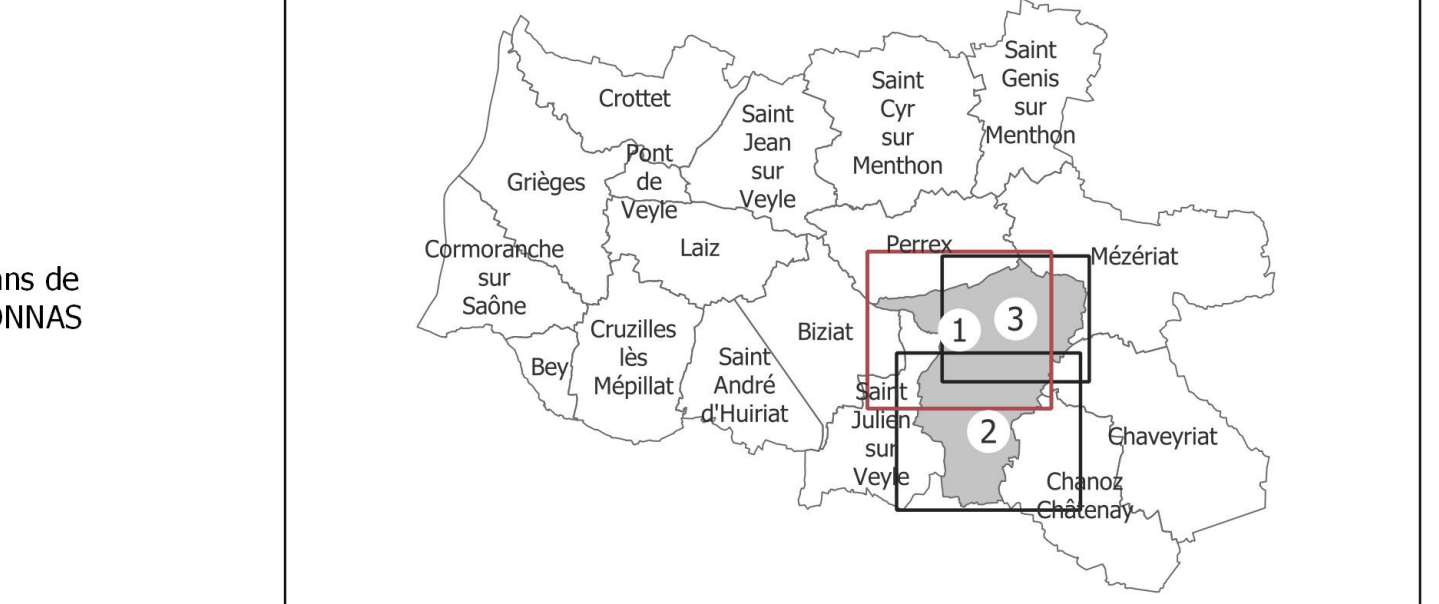 ns de
ONNAS
Saint
Genis
sur
Menthon
Saint
Cyr
sur
Menthon
Crottet
Saint
Jean
sur
Veyle
Pont
de
Veyle
Grièges
Cormoranche
sur
Saône
Laiz
Perrex
Mézériat
Cruzilles
lès
Mépillat
Bey
Saint
André
d'Huiriat
Biziat
1
3
2
Saint
Julien
sur
Veyle
Chaveyriat
Chanoz
Châtenay